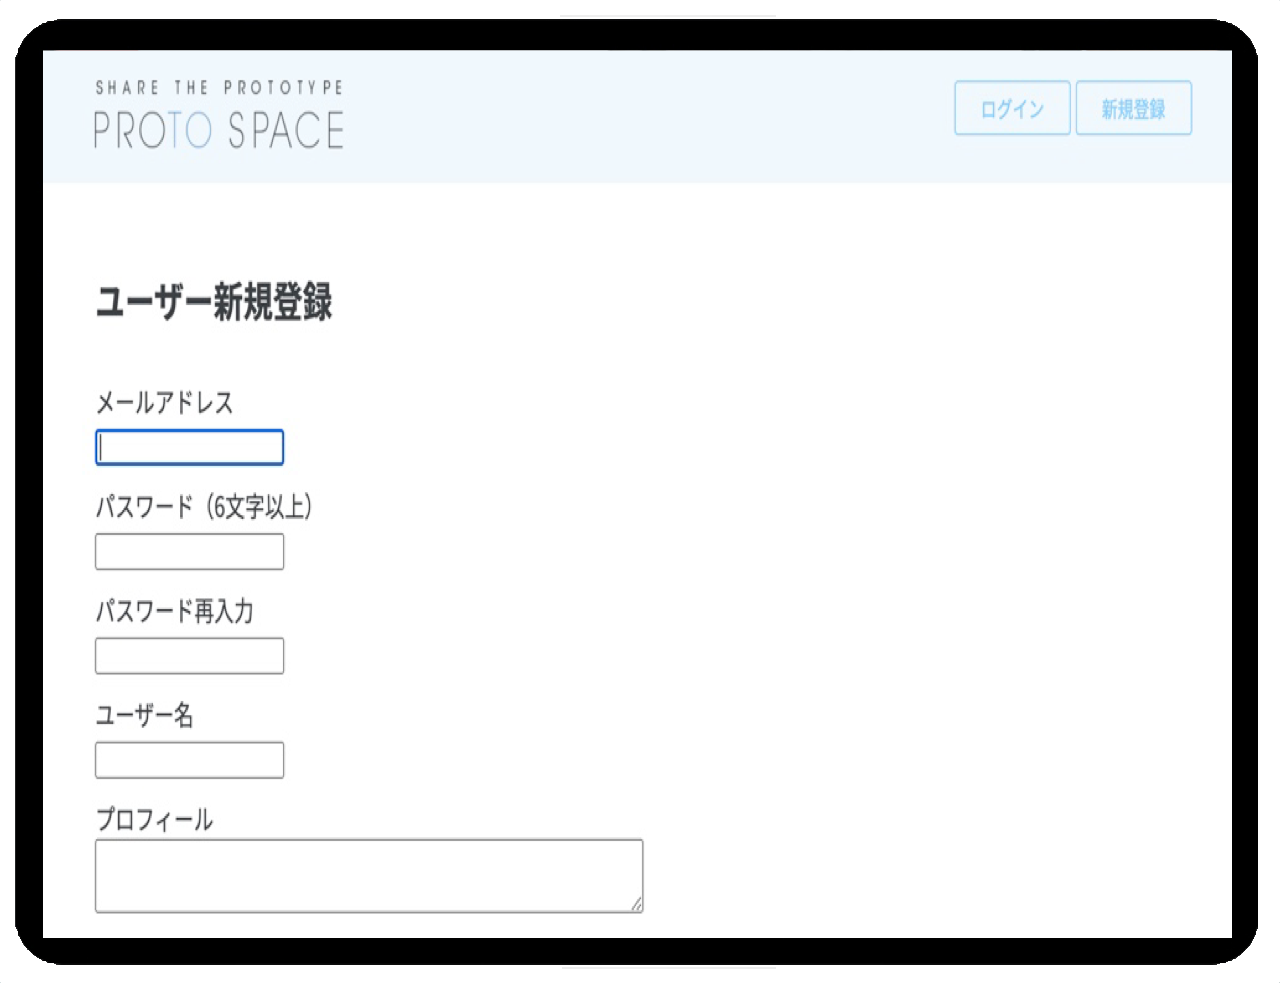 SHARE THE PROTOTYPE
PROTO SPACE
ログイン
新規登録
ユーザー新規登録
メールアドレス
パスワード（6文字以上）
パスワード再入力
ユーザー名
プロフィール